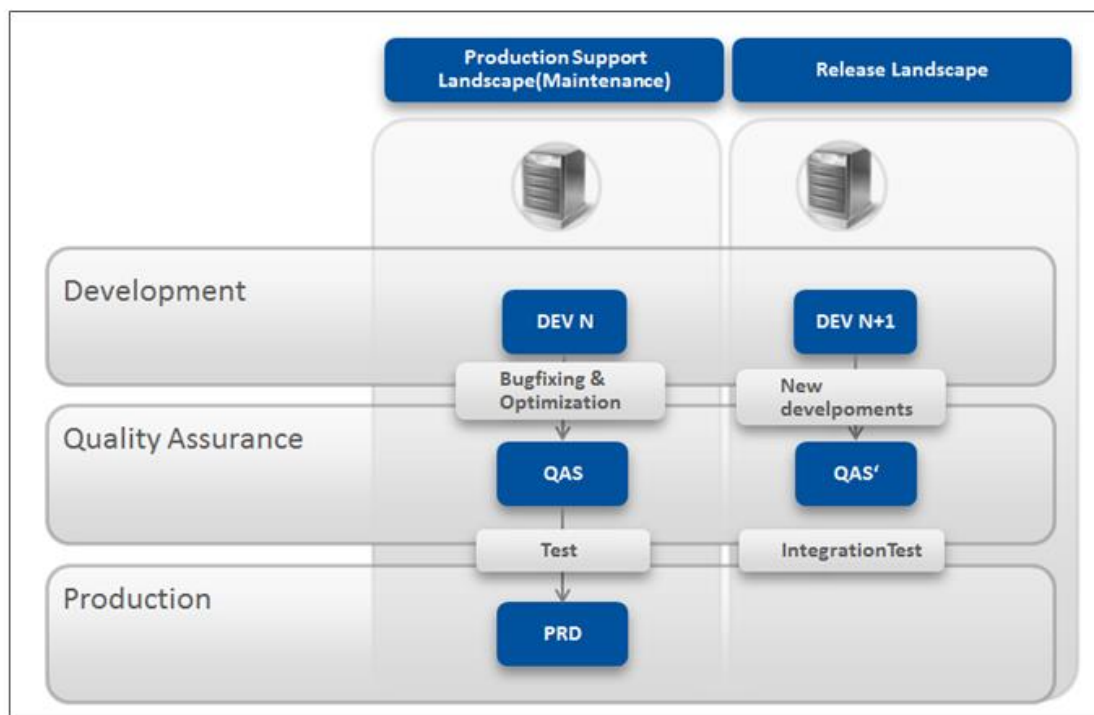 Production Support
Landscape(Maintenance)
Release Landscape
Development
DEV N
DEV N+1
Bugfixing &
Optimization
New
develpoments
Quality Assurance
QAS
QAS‘
Test
IntegrationTest
Production
PRD